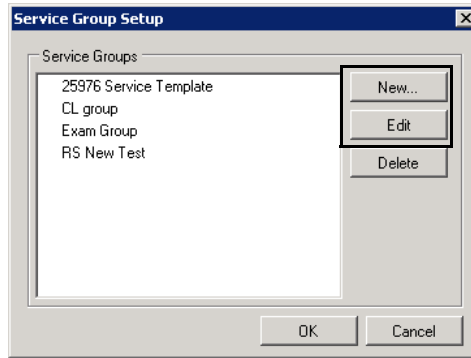 Service Group Setup
Service Groups
25976 Service Template
CL group
Exam Group
RS New Test
New...
Edit
Delete
OK
Cancel